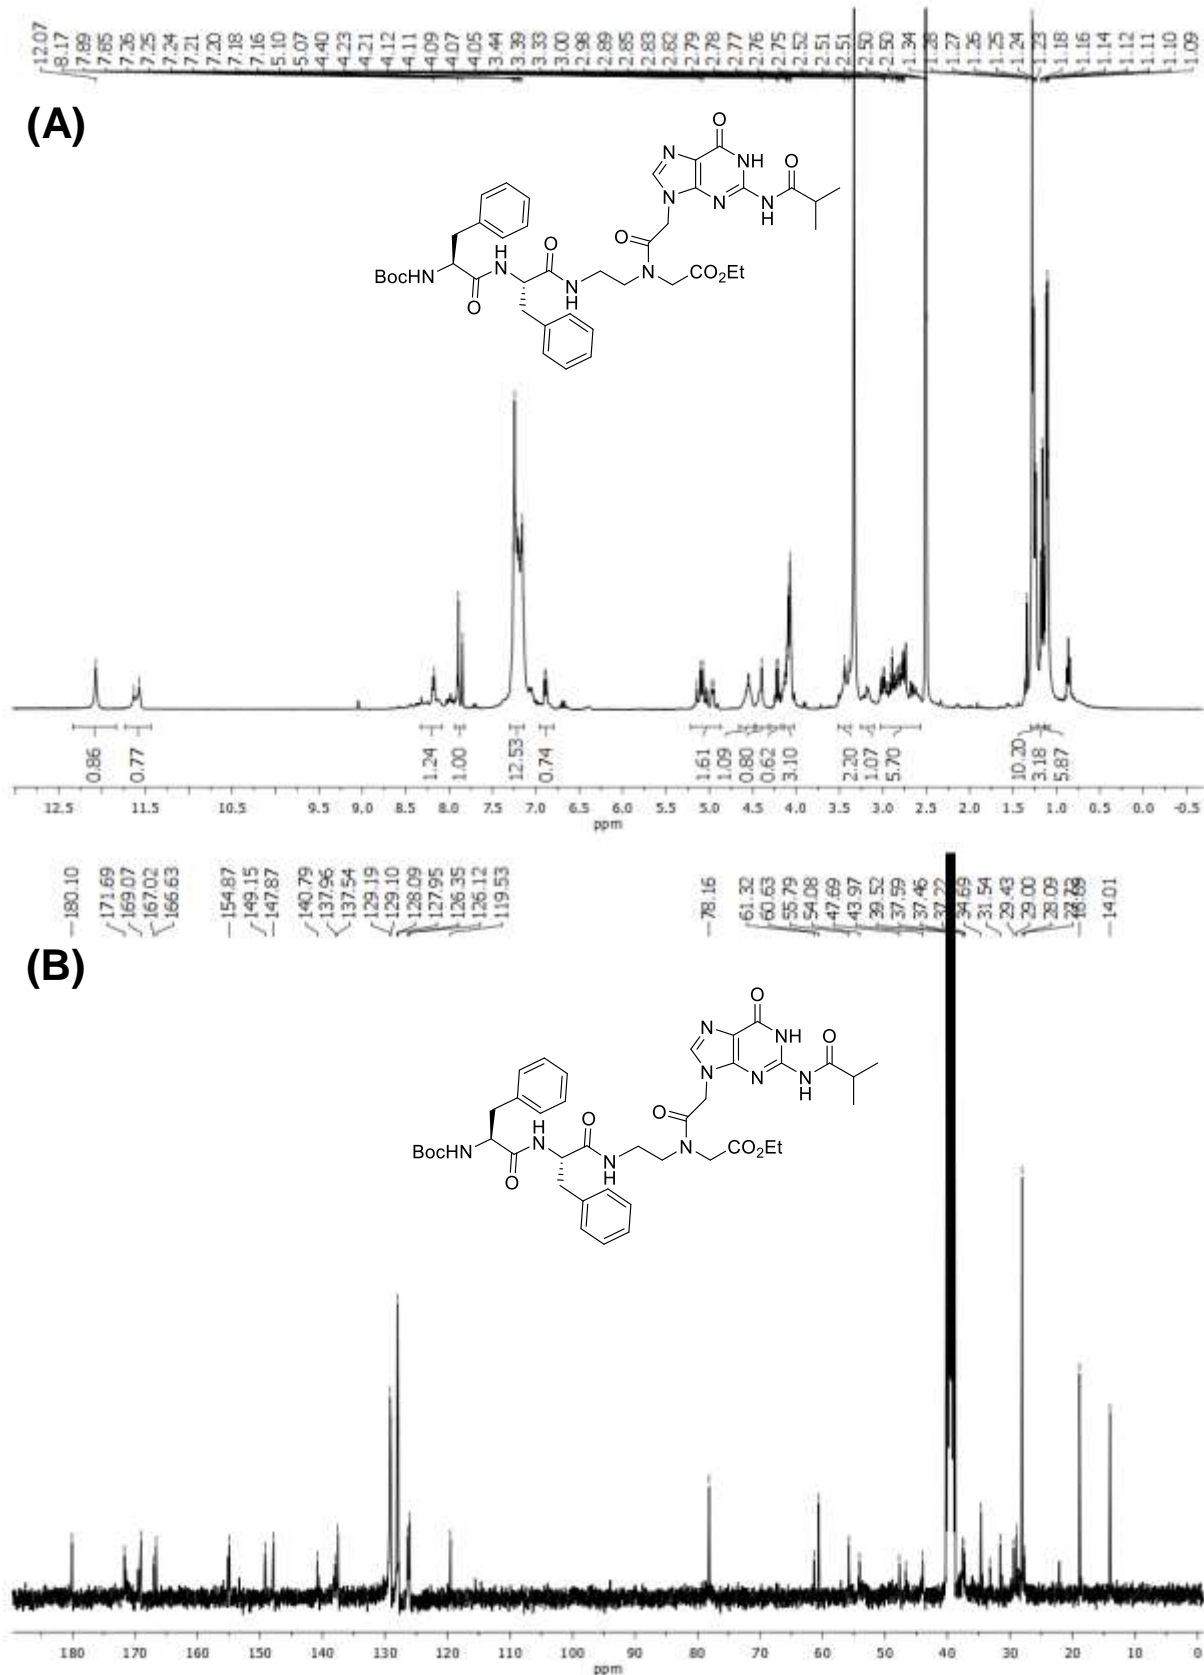 12.07 8.17 7.89 7.85 7.26 7.25 7.24 7.21 7.20 7.18 7.16 5.10 5.07 4.40 4.23 4.21 4.12 4.11 4.09 4.07 4.05 3.44 3.39 3.33 3.00 2.98 2.89 2.85 2.83 2.82 2.79 2.78 2.77 2.76 2.75 2.52 2.51 2.51 2.50 2.50 1.34 1.28 1.27 1.26 1.25 1.24 1.23 1.18 1.16 1.14 1.12 1.11 1.10 1.09
(A)
O
N NH O
N N N
H
O
H O
BocHN N N N CO2Et
O H
0.86 0.77 1.24 1.00 12.53 0.74 1.61 1.09 0.80 0.62 3.10 2.20 1.07 5.70 10.20 3.18 5.87
12.5 11.5 10.5 9.5 9.0 8.5 8.0 7.5 7.0 6.5 6.0 5.5 5.0 4.5 4.0 3.5 3.0 2.5 2.0 1.5 1.0 0.5 0.0 -0.5
ppm
180.10 171.69 169.07 167.02 166.63 154.87 149.15 147.87 140.79 137.96 137.54 129.19 129.10 128.09 127.95 126.35 126.12 119.53 78.16 61.32 60.63 55.79 54.08 47.69 43.97 39.52 37.59 37.46 37.22 34.69 31.54 29.43 29.00 28.09 14.01
(B)
O
N NH O
N N N
H
O
H O
BocHN N N N CO2Et
O H
180 170 160 150 140 130 120 110 100 90 80 70 60 50 40 30 20 10 0
ppm